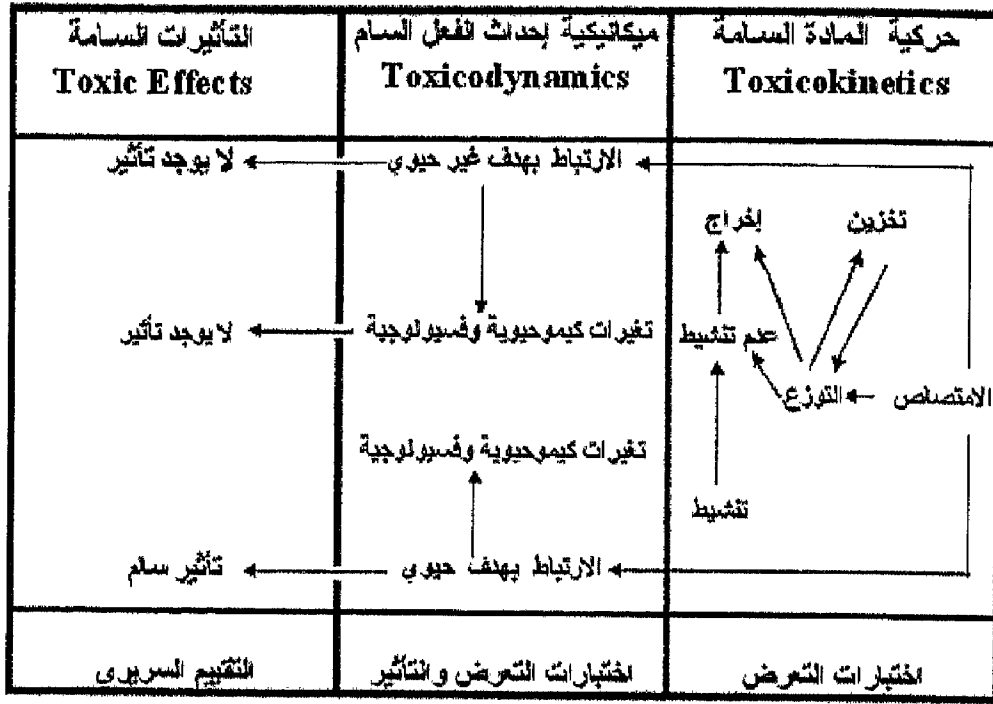 حركية المادة السامة
Toxicokinetics
ميكانيكية إحداث الفعل السام
Toxicodynamics
التأثيرات السامة
Toxic Effects
الارتباط بهدف غير حيوي
لا يوجد تأثير
تخزين
إخراج
عدم تنشيط
تغيرات كيموحيوية وفسيولوجية
لا يوجد تأثير
الامتصاص
التوزع
تغيرات كيموحيوية وفسيولوجية
تنشيط
الارتباط بهدف حيوي
تأثير سام
اختبارات التعرض
اختبارات التعرض والتأثير
التقييم السريرى